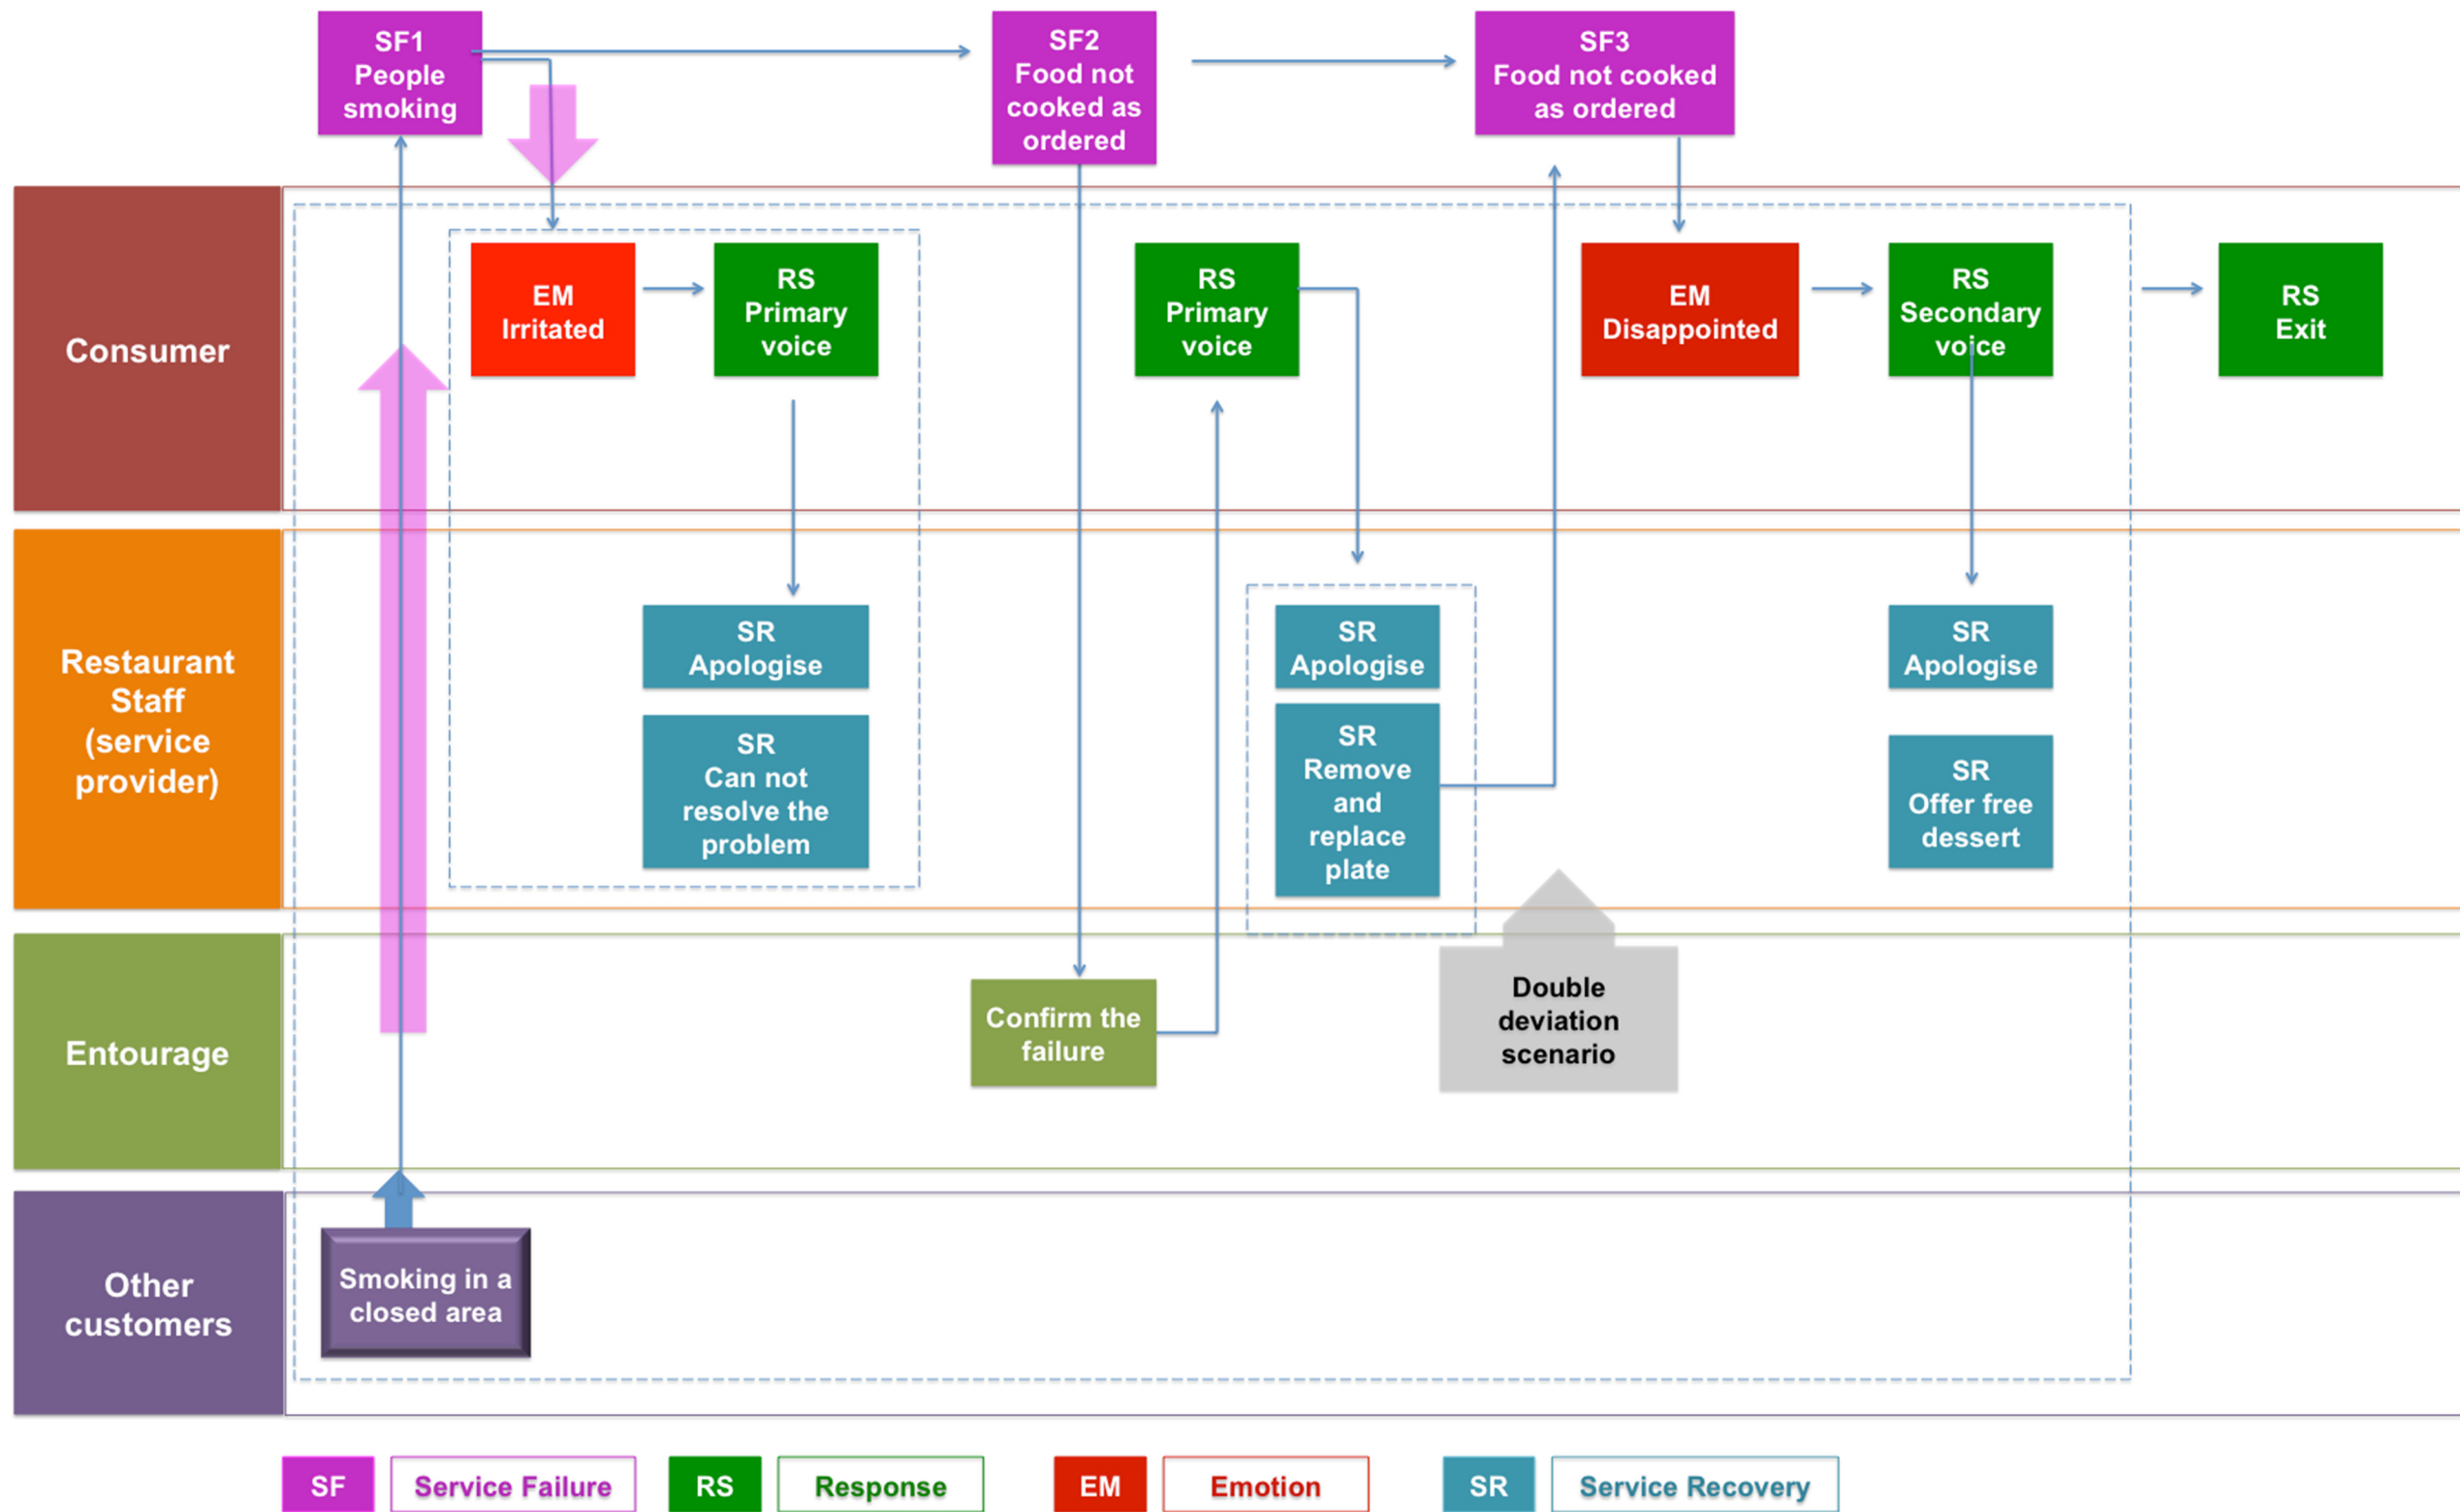 SF1
People
smoking
SF2
Food not
cooked as
ordered
SF3
Food not cooked
as ordered
Consumer
EM
Irritated
RS
Primary
voice
RS
Primary
voice
EM
Disappointed
RS
Secondary
voice
RS
Exit
Restaurant
Staff
(service
provider)
SR
Apologise
SR
Can not
resolve the
problem
SR
Apologise
SR
Remove
and
replace
plate
SR
Apologise
SR
Offer free
dessert
Entourage
Confirm the
failure
Double
deviation
scenario
Other
customers
Smoking in a
closed area
SF
Service Failure
RS
Response
EM
Emotion
SR
Service Recovery